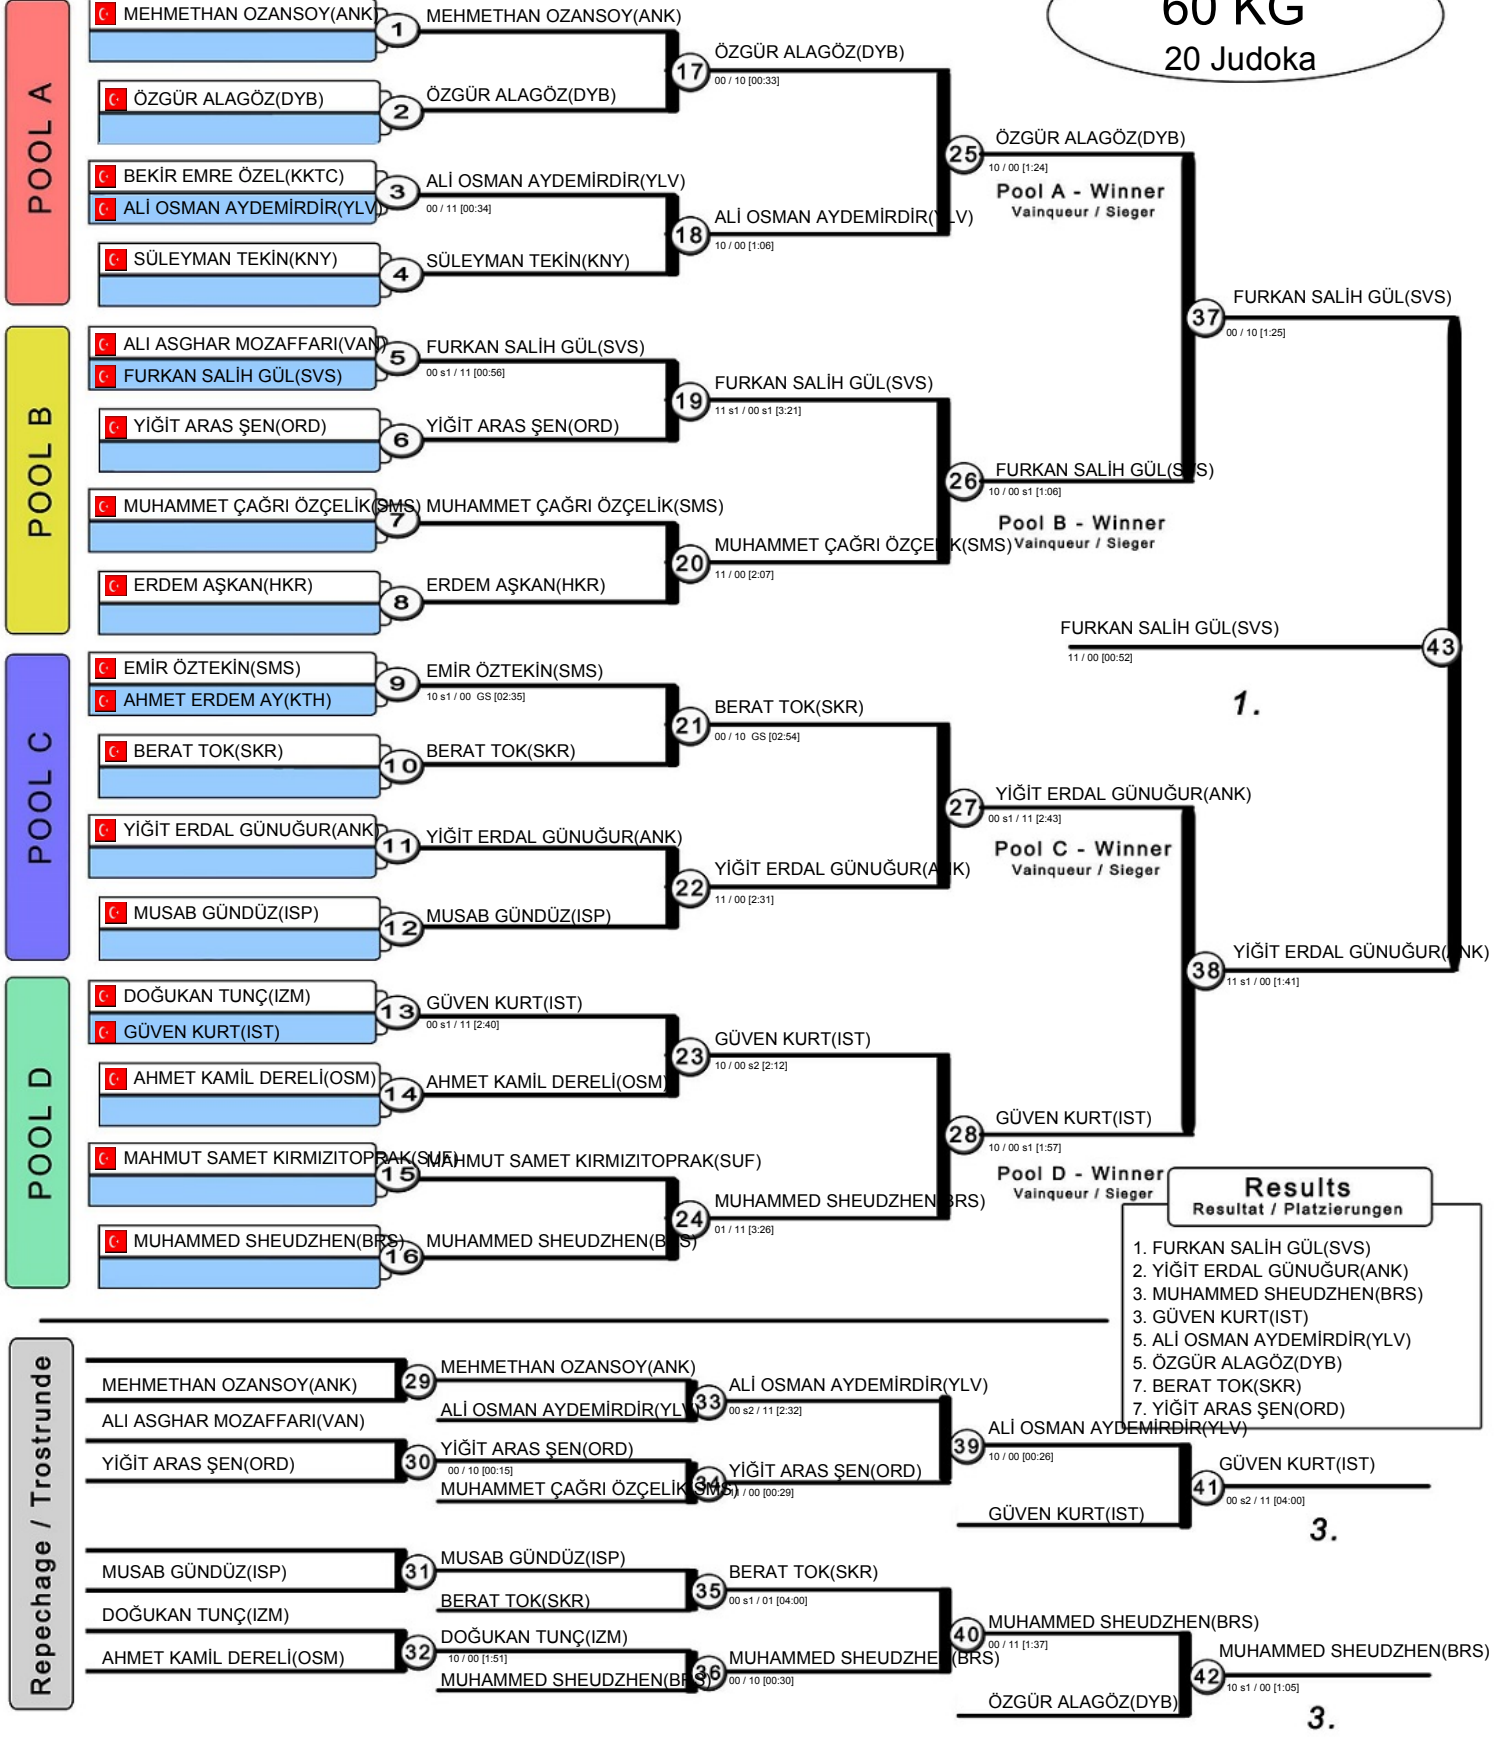 60 KG
20 Judoka
POOL A
MEHMETHAN OZANSOY(ANK)
1
MEHMETHAN OZANSOY(ANK)
ÖZGÜR ALAGÖZ(DYB)
2
ÖZGÜR ALAGÖZ(DYB)
17
ÖZGÜR ALAGÖZ(DYB)
00 / 10 [00:33]
BEKİR EMRE ÖZEL(KKTC)
ALİ OSMAN AYDEMİRDİR(YLV)
3
ALİ OSMAN AYDEMİRDİR(YLV)
00 / 11 [00:34]
SÜLEYMAN TEKİN(KNY)
4
SÜLEYMAN TEKİN(KNY)
18
ALİ OSMAN AYDEMİRDİR(YLV)
10 / 00 [1:06]
25
ÖZGÜR ALAGÖZ(DYB)
10 / 00 [1:24]
Pool A - Winner
Vainqueur / Sieger
POOL B
ALI ASGHAR MOZAFFARI(VAN)
FURKAN SALİH GÜL(SVS)
5
FURKAN SALİH GÜL(SVS)
00 s1 / 11 [00:56]
YİĞİT ARAS ŞEN(ORD)
6
YİĞİT ARAS ŞEN(ORD)
19
FURKAN SALİH GÜL(SVS)
11 s1 / 00 s1 [3:21]
MUHAMMET ÇAĞRI ÖZÇELİK(SMS)
7
MUHAMMET ÇAĞRI ÖZÇELİK(SMS)
ERDEM AŞKAN(HKR)
8
ERDEM AŞKAN(HKR)
20
MUHAMMET ÇAĞRI ÖZÇELİK(SMS)
11 / 00 [2:07]
26
FURKAN SALİH GÜL(SVS)
10 / 00 s1 [1:06]
Pool B - Winner
Vainqueur / Sieger
37
FURKAN SALİH GÜL(SVS)
00 / 10 [1:25]
FURKAN SALİH GÜL(SVS)
11 / 00 [00:52]
43
1.
POOL C
EMİR ÖZTEKİN(SMS)
AHMET ERDEM AY(KTH)
9
EMİR ÖZTEKİN(SMS)
10 s1 / 00 GS [02:35]
BERAT TOK(SKR)
10
BERAT TOK(SKR)
21
BERAT TOK(SKR)
00 / 10 GS [02:54]
YİĞİT ERDAL GÜNUĞUR(ANK)
11
YİĞİT ERDAL GÜNUĞUR(ANK)
MUSAB GÜNDÜZ(ISP)
12
MUSAB GÜNDÜZ(ISP)
22
YİĞİT ERDAL GÜNUĞUR(ANK)
11 / 00 [2:31]
27
YİĞİT ERDAL GÜNUĞUR(ANK)
00 s1 / 11 [2:43]
Pool C - Winner
Vainqueur / Sieger
38
YİĞİT ERDAL GÜNUĞUR(ANK)
11 s1 / 00 [1:41]
POOL D
DOĞUKAN TUNÇ(IZM)
GÜVEN KURT(IST)
13
GÜVEN KURT(IST)
00 s1 / 11 [2:40]
AHMET KAMİL DERELİ(OSM)
14
AHMET KAMİL DERELİ(OSM)
23
GÜVEN KURT(IST)
10 / 00 s2 [2:12]
MAHMUT SAMET KIRMIZITOPRAK(SUF)
15
MAHMUT SAMET KIRMIZITOPRAK(SUF)
MUHAMMED SHEUDZHEN(BRS)
16
MUHAMMED SHEUDZHEN(BRS)
24
MUHAMMED SHEUDZHEN(BRS)
01 / 11 [3:26]
28
GÜVEN KURT(IST)
10 / 00 s1 [1:57]
Pool D - Winner
Vainqueur / Sieger
Results
Resultat / Platzierungen
1. FURKAN SALİH GÜL(SVS)
2. YİĞİT ERDAL GÜNUĞUR(ANK)
3. MUHAMMED SHEUDZHEN(BRS)
3. GÜVEN KURT(IST)
5. ALİ OSMAN AYDEMİRDİR(YLV)
5. ÖZGÜR ALAGÖZ(DYB)
7. BERAT TOK(SKR)
7. YİĞİT ARAS ŞEN(ORD)
Repechage / Trostrunde
MEHMETHAN OZANSOY(ANK)
29
MEHMETHAN OZANSOY(ANK)
ALİ OSMAN AYDEMİRDİR(YLV)
33
ALİ OSMAN AYDEMİRDİR(YLV)
00 s2 / 11 [2:32]
ALI ASGHAR MOZAFFARI(VAN)
YİĞİT ARAS ŞEN(ORD)
30
YİĞİT ARAS ŞEN(ORD)
00 / 10 [00:15]
MUHAMMET ÇAĞRI ÖZÇELİK(SMS)
34
YİĞİT ARAS ŞEN(ORD)
11 / 00 [00:29]
39
ALİ OSMAN AYDEMİRDİR(YLV)
10 / 00 [00:26]
GÜVEN KURT(IST)
41
GÜVEN KURT(IST)
00 s2 / 11 [04:00]
3.
MUSAB GÜNDÜZ(ISP)
31
MUSAB GÜNDÜZ(ISP)
BERAT TOK(SKR)
35
BERAT TOK(SKR)
00 s1 / 01 [04:00]
DOĞUKAN TUNÇ(IZM)
AHMET KAMİL DERELİ(OSM)
32
DOĞUKAN TUNÇ(IZM)
10 / 00 [1:51]
MUHAMMED SHEUDZHEN(BRS)
36
MUHAMMED SHEUDZHEN(BRS)
00 / 10 [00:30]
40
MUHAMMED SHEUDZHEN(BRS)
00 / 11 [1:37]
ÖZGÜR ALAGÖZ(DYB)
42
MUHAMMED SHEUDZHEN(BRS)
10 s1 / 00 [1:05]
3.